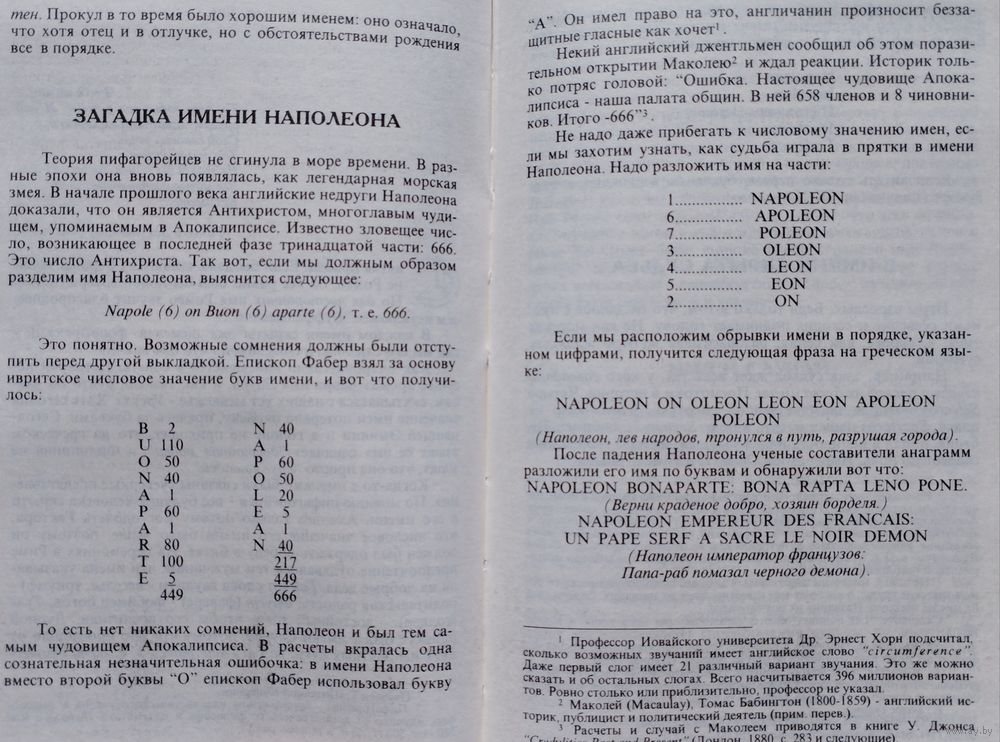 тен. Прокул в то время было хорошим именем: оно означало,
что хотя отец и в отлучке, но с обстоятельствами рождения
все в порядке.
ЗАГАДКА ИМЕНИ НАПОЛЕОНА
Теория пифагорейцев не сгинула в море времени. В раз-
ные эпохи она вновь появлялась, как легендарная морская
змея. В начале прошлого века английские недруги Наполеона
доказали, что он является Антихристом, многоглавым чуди-
щем, упоминаемым в Апокалипсисе. Известно зловещее чис-
ло, возникающее в последней фазе тринадцатой части: 666.
Это число Антихриста. Так вот, если мы должным образом
разделим имя Наполеона, выяснится следующее:
Napole (6) on Buon (6) aparte (6), т. е. 666.
Это понятно. Возможные сомнения должны были отсту-
пить перед другой выкладкой. Епископ Фабер взял за основу
ивритское числовое значение букв имени, и вот что получи-
лось:
B 2 N 40
U 110 A 1
O 50 P 60
N 40 O 50
A 1 L 20
P 60 E 5
A 1 A 1
R 80 N 40
T 100 217
E 5 449
449 666
То есть нет никаких сомнений, Наполеон и был тем са-
мым чудовищем Апокалипсиса. В расчеты вкралась одна
сознательная незначительная ошибочка: в имени Наполеона
вместо второй буквы “О” епископ Фабер использовал букву
“А”. Он имел право на это, англичанин произносит безза-
щитные гласные как хочет1.
Некий английский джентльмен сообщил об этом порази-
тельном открытии Маколею2 и ждал реакции. Историк толь-
ко потряс головой: “Ошибка. Настоящее чудовище Апока-
липсиса - наша палата общин. В ней 658 членов и 8 чиновни-
ков. Итого -666”3.
Не надо даже прибегать к числовому значению имен, ес-
ли мы захотим узнать, как судьба играла в прятки в имени
Наполеона. Надо разложить имя на части:
1............... NAPOLEON
6............... APOLEON
7............... POLEON
3............... OLEON
4............... LEON
5............... EON
2............... ON
Если мы расположим обрывки имени в порядке, указан-
ном цифрами, получится следующая фраза на греческом язы-
ке:
NAPOLEON ON OLEON LEON EON APOLEON
POLEON
(Наполеон, лев народов, тронулся в путь, разрушая города).
После падения Наполеона ученые составители анаграмм
разложили его имя по буквам и обнаружили вот что:
NAPOLEON BONAPARTE: BONA RAPTA LENO PONE.
(Верни краденое добро, хозяин борделя.)
NAPOLEON EMPEREUR DES FRANCAIS:
UN PAPE SERF A SACRE LE NOIR DEMON
(Наполеон император французов:
Папа-раб помазал черного демона).
1 Профессор Иовайского университета Др. Эрнест Хорн подсчитал,
сколько возможных звучаний имеет английское слово "circumference".
Даже первый слог имеет 21 различный вариант звучания. Это же можно
сказать и об остальных слогах. Всего насчитывается 396 миллионов вариан-
тов. Ровно столько или приблизительно, профессор не указал.
2 Маколей (Macaulay), Томас Бабингтон (1800-1859) - английский ис-
торик, публицист и политический деятель (прим. перев.).
3 Расчеты и случай с Маколеем приводятся в книге У. Джонса
"Credulities Past and Present" (Лондон, 1880, с. 283 и следующие)
www.ay.by